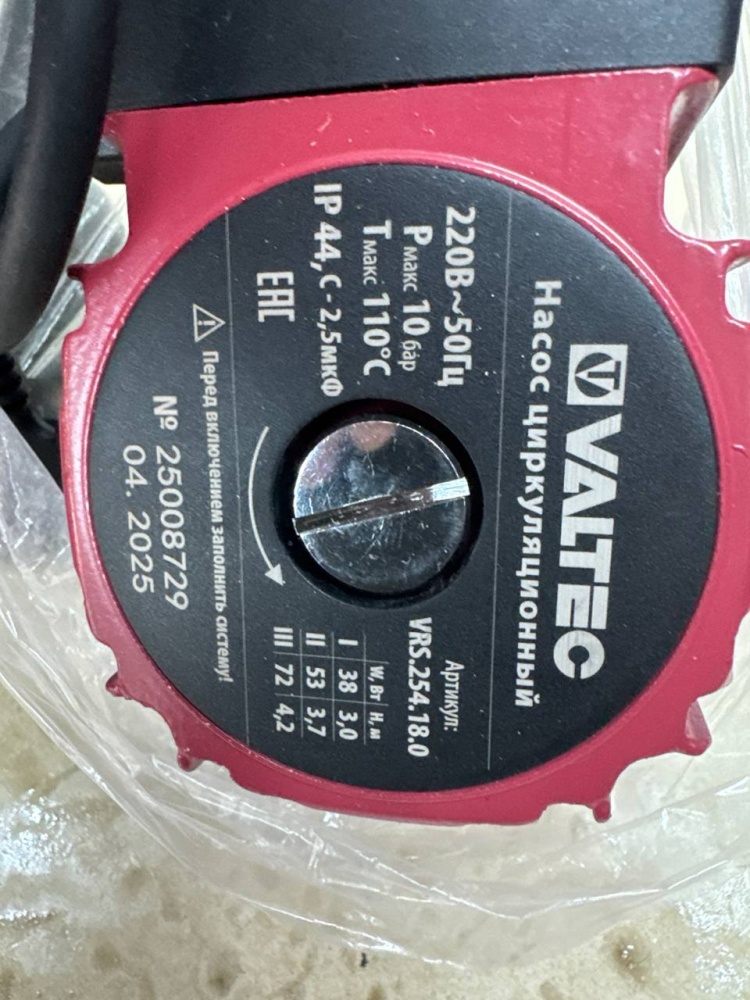 VALTEC
Насос циркуляционный
220В~50Гц
Pмакс 10 бар
Tмакс 110°C
IP 44, C - 2,5мкФ
ЕАС
Артикул:
VRS.254.18.0
W, Вт H, м
I 38 3,0
II 53 3,7
III 72 4,2
Перед включением заполнить систему!
№ 25008729
04. 2025